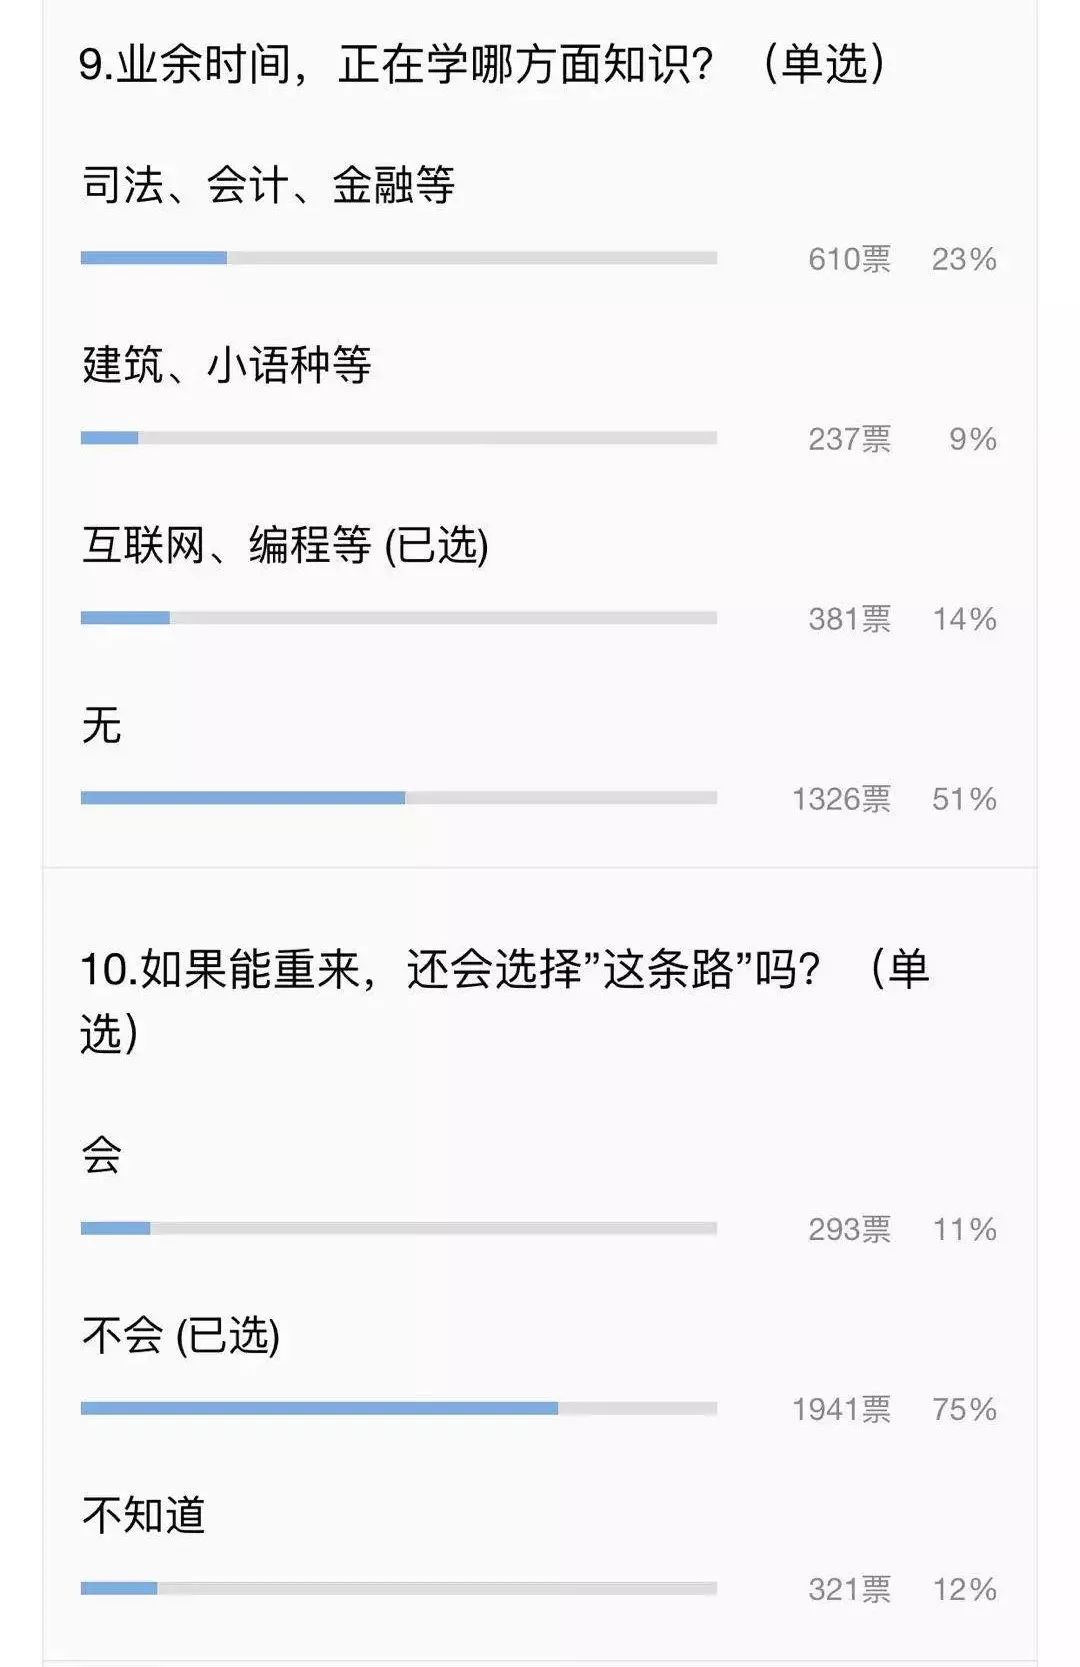 9.业余时间，正在学哪方面知识？（单选）
司法、会计、金融等
610票 23%
建筑、小语种等
237票 9%
互联网、编程等 (已选)
381票 14%
无
1326票 51%
10.如果能重来，还会选择”这条路”吗？（单
选）
会
293票 11%
不会 (已选)
1941票 75%
不知道
321票 12%